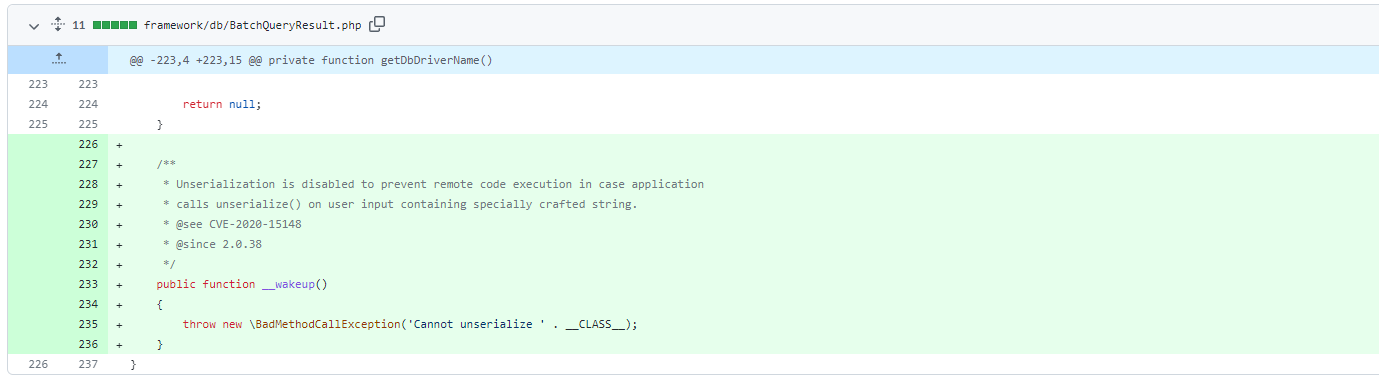 11 framework/db/BatchQueryResult.php
@@ -223,4 +223,15 @@ private function getDbDriverName()
223 223
224 224 return null;
225 225 }
226 +
227 + /**
228 + * Unserialization is disabled to prevent remote code execution in case application
229 + * calls unserialize() on user input containing specially crafted string.
230 + * @see CVE-2020-15148
231 + * @since 2.0.38
232 + */
233 + public function __wakeup()
234 + {
235 + throw new \BadMethodCallException('Cannot unserialize ' . __CLASS__);
236 + }
226 237 }